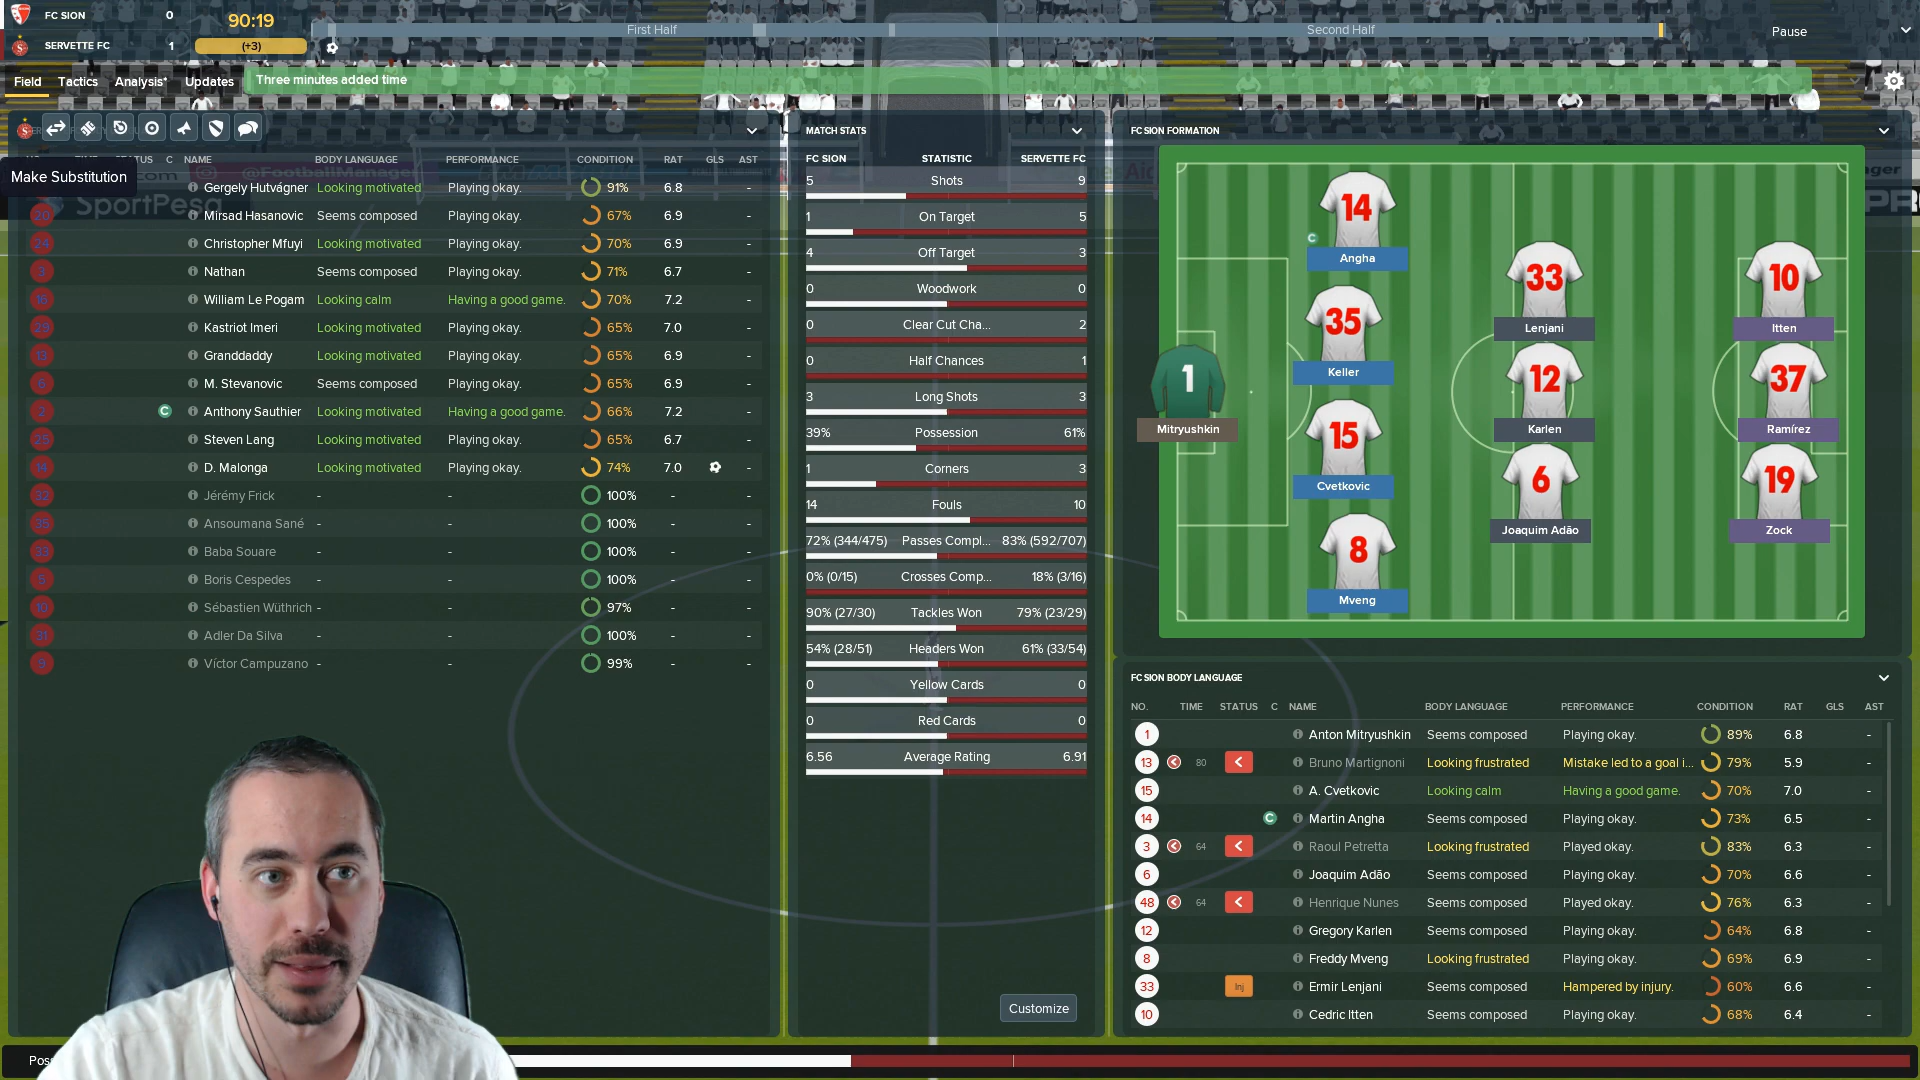 FC SION 0
SERVETTE FC 1
90:19
(+3)
First Half
Second Half
Pause
Field
Tactics
Analysis*
Updates
Three minutes added time
Make Substitution
STATUS C NAME BODY LANGUAGE PERFORMANCE CONDITION RAT GLS AST
Gergely Hutvágner Looking motivated Playing okay. 91% 6.8 -
20 Mirsad Hasanovic Seems composed Playing okay. 67% 6.9 -
24 Christopher Mfuyi Looking motivated Playing okay. 70% 6.9 -
3 Nathan Seems composed Playing okay. 71% 6.7 -
16 William Le Pogam Looking calm Having a good game. 70% 7.2 -
29 Kastriot Imeri Looking motivated Playing okay. 65% 7.0 -
13 Granddaddy Looking motivated Playing okay. 65% 6.9 -
6 M. Stevanovic Seems composed Playing okay. 65% 6.9 -
2 C Anthony Sauthier Looking motivated Having a good game. 66% 7.2 -
25 Steven Lang Looking motivated Playing okay. 65% 6.7 -
14 D. Malonga Looking motivated Playing okay. 74% 7.0 -
32 Jérémy Frick - - 100% - -
35 Ansoumana Sané - - 100% - -
33 Baba Souare - - 100% - -
5 Boris Cespedes - - 100% - -
10 Sébastien Wüthrich - - 97% - -
31 Adler Da Silva - - 100% - -
9 Víctor Campuzano - - 99% - -
@FootballManager
SportPesa
MATCH STATS
FC SION STATISTIC SERVETTE FC
5 Shots 9
1 On Target 5
4 Off Target 3
0 Woodwork 0
0 Clear Cut Cha... 2
0 Half Chances 1
3 Long Shots 3
39% Possession 61%
1 Corners 3
14 Fouls 10
72% (344/475) Passes Compl... 83% (592/707)
0% (0/15) Crosses Comp... 18% (3/16)
90% (27/30) Tackles Won 79% (23/29)
54% (28/51) Headers Won 61% (33/54)
0 Yellow Cards 0
0 Red Cards 0
6.56 Average Rating 6.91
Customize
FC SION FORMATION
14
C
Angha
33
Lenjani
10
Itten
35
Keller
1
Mitryushkin
12
Karlen
37
Ramírez
15
Cvetkovic
6
Joaquim Adão
19
Zock
8
Mveng
FC SION BODY LANGUAGE
NO. TIME STATUS C NAME BODY LANGUAGE PERFORMANCE CONDITION RAT GLS AST
1 Anton Mitryushkin Seems composed Playing okay. 89% 6.8 -
13 80 Bruno Martignoni Looking frustrated Mistake led to a goal i... 79% 5.9 -
15 A. Cvetkovic Looking calm Having a good game. 70% 7.0 -
14 C Martin Angha Seems composed Playing okay. 73% 6.5 -
3 64 Raoul Petretta Looking frustrated Played okay. 83% 6.3 -
6 Joaquim Adão Seems composed Playing okay. 70% 6.6 -
48 64 Henrique Nunes Seems composed Played okay. 76% 6.3 -
12 Gregory Karlen Seems composed Playing okay. 64% 6.8 -
8 Freddy Mveng Looking frustrated Playing okay. 69% 6.9 -
33 Inj Ermir Lenjani Seems composed Hampered by injury. 60% 6.6 -
10 Cedric Itten Seems composed Playing okay. 68% 6.4 -